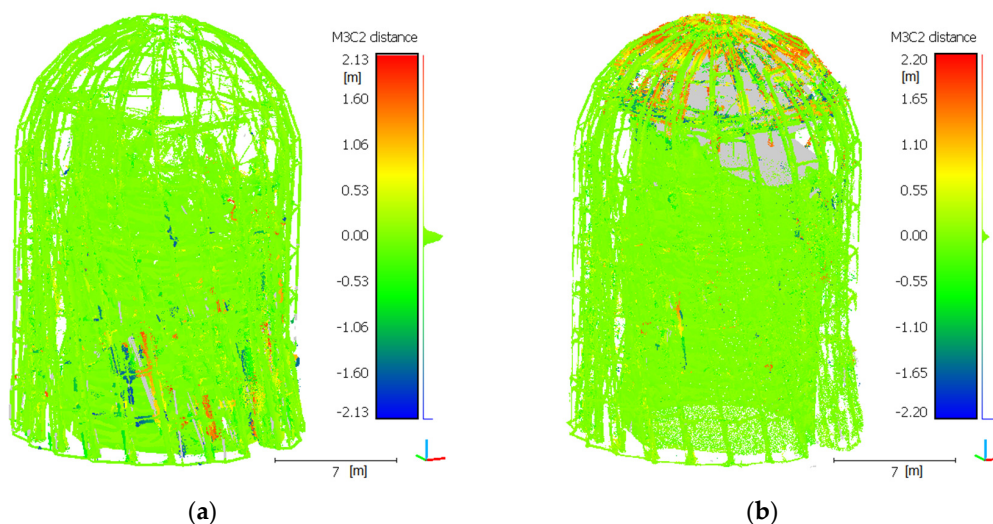 M3C2 distance
2.13
[m]
1.60
1.06
0.53
0.00
-0.53
-1.06
-1.60
-2.13
7 [m]
(a)
M3C2 distance
2.20
[m]
1.65
1.10
0.55
0.00
-0.55
-1.10
-1.65
-2.20
7 [m]
(b)